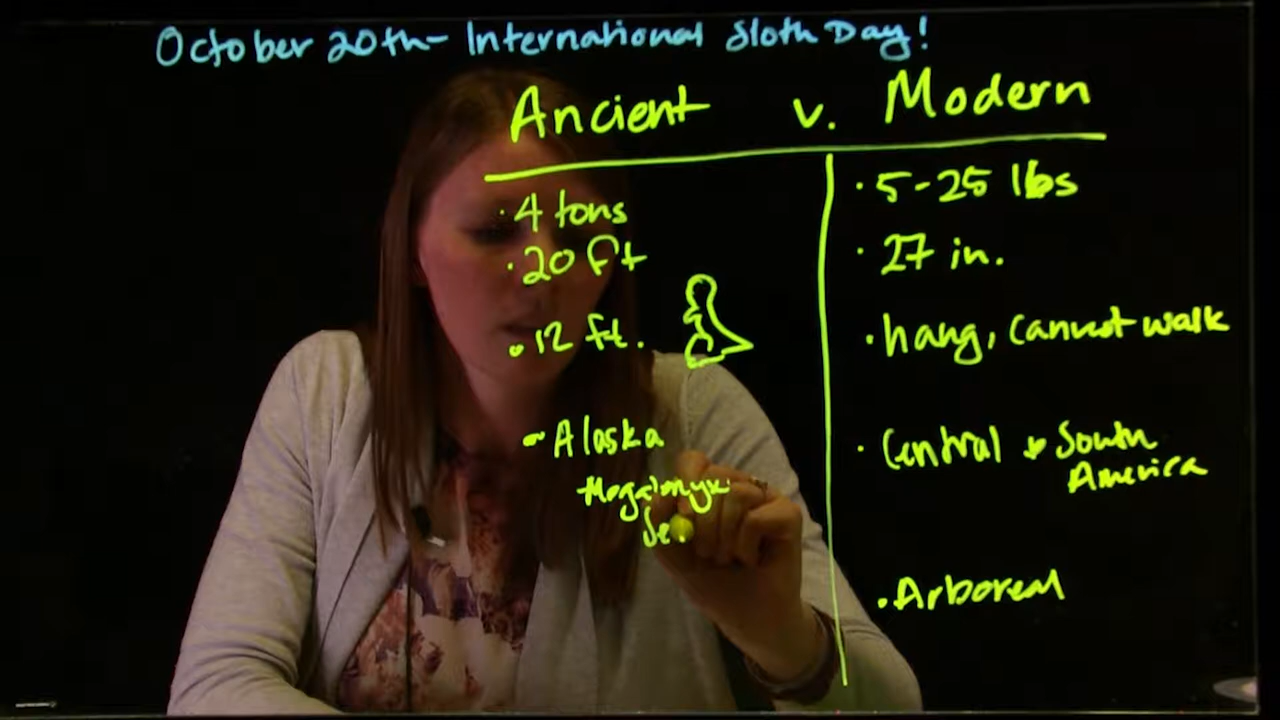 October 20th- International Sloth Day!
Ancient v. Modern
· 4 tons
· 20 ft
· 12 ft.
- Alaska
Megalonyx
· 5-25 lbs
· 27 in.
· hang, cannot walk
· Central + South
America
· Arboreal